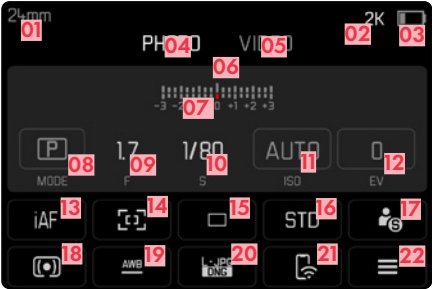 24mm 01 2K 02 03
PHOTO 04 VIDEO 05
06
-3 -2 07 0 +1 +2 +3
P 08 1.7 09 1/80 10 AUTO 11 0 12
MODE F S ISO EV
iAF 13 14 15 STD 16 S 17
18 AWB 19 L-JPG DNG 20 21 22